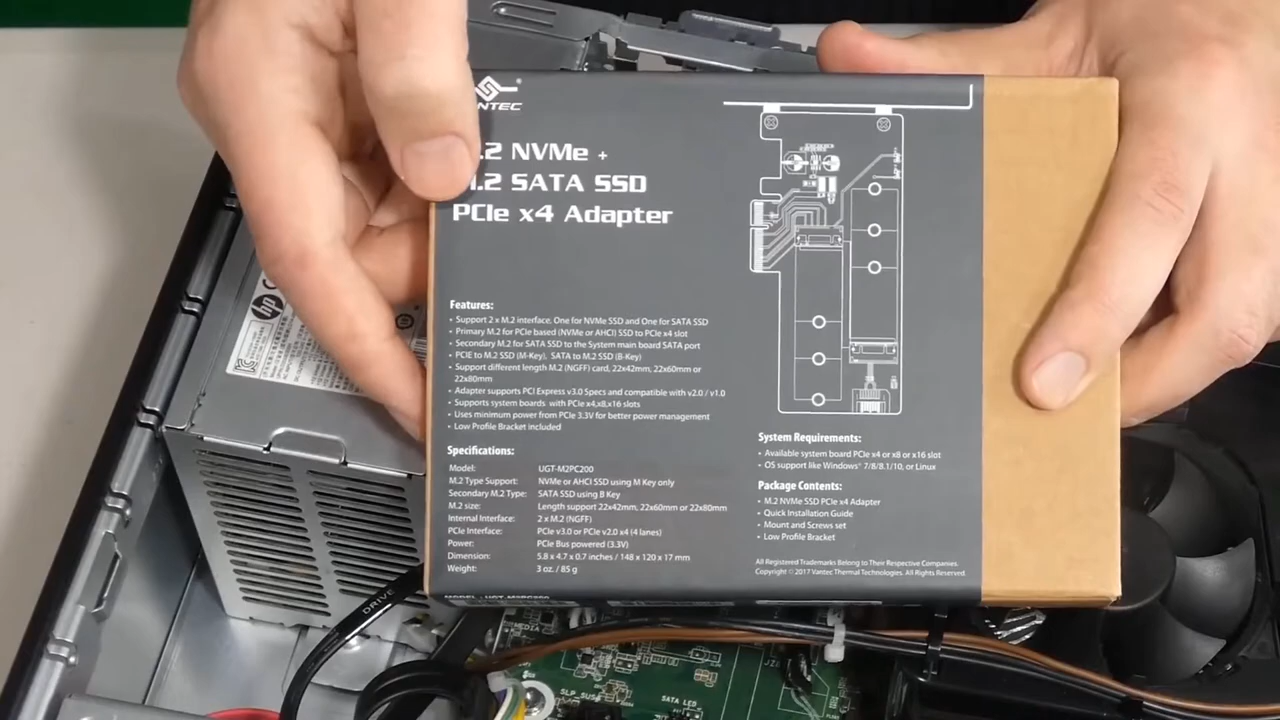 .2 NVMe +
.2 SATA SSD
PCIe x4 Adapter
Features:
• Support 2 x M.2 interface, One for NVMe SSD and One for SATA SSD
• Primary M.2 for PCIe based (NVMe or AHCI) SSD to PCIe x4 slot
• Secondary M.2 for SATA SSD to the System main board SATA port
• PCIE to M.2 SSD (M-Key), SATA to M.2 SSD (B-Key)
• Support different length M.2 (NGFF) card, 22x42mm, 22x60mm or
22x80mm
• Adapter supports PCI Express v3.0 Specs and compatible with v2.0 / v1.0
• Supports system boards with PCIe x4,x8,x16 slots
• Uses minimum power from PCIe 3.3V for better power management
• Low Profile Bracket included
Specifications:
Model: UGT-M2PC200
M.2 Type Support: NVMe or AHCI SSD using M Key only
Secondary M.2 Type: SATA SSD using B Key
M.2 size: Length support 22x42mm, 22x60mm or 22x80mm
Internal Interface: 2 x M.2 (NGFF)
PCIe Interface: PCIe v3.0 or PCIe v2.0 x4 (4 lanes)
Power: PCIe Bus powered (3.3V)
Dimension: 5.8 x 4.7 x 0.7 inches / 148 x 120 x 17 mm
Weight: 3 oz. / 85 g
System Requirements:
• Available system board PCIe x4 or x8 or x16 slot
• OS support like Windows® 7/8/8.1/10, or Linux
Package Contents:
• M.2 NVMe SSD PCIe x4 Adapter
• Quick Installation Guide
• Mount and Screws set
• Low Profile Bracket
All Registered Trademarks Belong to Their Respective Companies.
Copyright © 2017 Vantec Thermal Technologies. All Rights Reserved.
hp
DRIVE
MEDIA
SATA LED